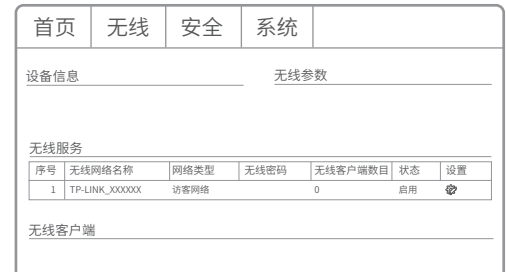 首页 无线 安全 系统
设备信息 无线参数
无线服务
序号 无线网络名称 网络类型 无线密码 无线客户端数目 状态 设置
1 TP-LINK_XXXXXX 访客网络 0 启用
无线客户端